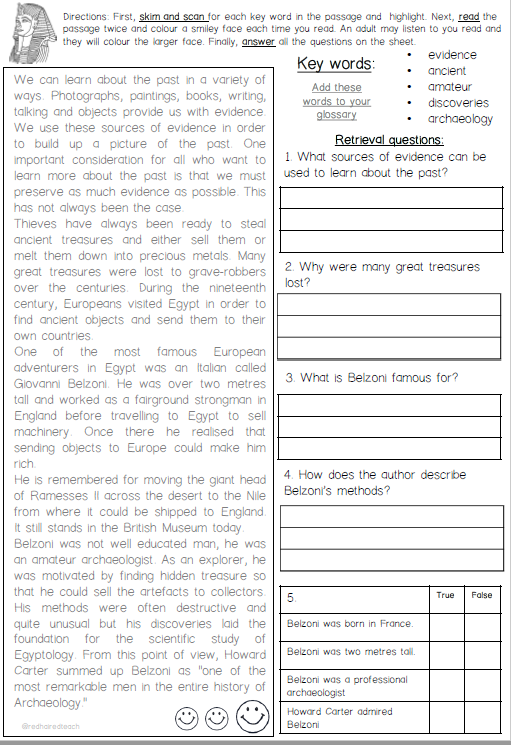 Directions: First, skim and scan for each key word in the passage and highlight. Next, read the
passage twice and colour a smiley face each time you read. An adult may listen to you read and
they will colour the larger face. Finally, answer all the questions on the sheet.
We can learn about the past in a variety of
ways. Photographs, paintings, books, writing,
talking and objects provide us with evidence.
We use these sources of evidence in order
to build up a picture of the past. One
important consideration for all who want to
learn more about the past is that we must
preserve as much evidence as possible. This
has not always been the case.
Thieves have always been ready to steal
ancient treasures and either sell them or
melt them down into precious metals. Many
great treasures were lost to grave-robbers
over the centuries. During the nineteenth
century, Europeans visited Egypt in order to
find ancient objects and send them to their
own countries.
One of the most famous European
adventurers in Egypt was an Italian called
Giovanni Belzoni. He was over two metres
tall and worked as a fairground strongman in
England before travelling to Egypt to sell
machinery. Once there he realised that
sending objects to Europe could make him
rich.
He is remembered for moving the giant head
of Ramesses II across the desert to the Nile
from where it could be shipped to England.
It still stands in the British Museum today.
Belzoni was not well educated man, he was
an amateur archaeologist. As an explorer, he
was motivated by finding hidden treasure so
that he could sell the artefacts to collectors.
His methods were often destructive and
quite unusual but his discoveries laid the
foundation for the scientific study of
Egyptology. From this point of view, Howard
Carter summed up Belzoni as "one of the
most remarkable men in the entire history of
Archaeology."
@redhairedteach
Key words:
Add these
words to your
glossary
• evidence
• ancient
• amateur
• discoveries
• archaeology
Retrieval questions:
1. What sources of evidence can be
used to learn about the past?
2. Why were many great treasures
lost?
3. What is Belzoni famous for?
4. How does the author describe
Belzoni's methods?
5. True False
Belzoni was born in France.
Belzoni was two metres tall.
Belzoni was a professional
archaeologist
Howard Carter admired
Belzoni